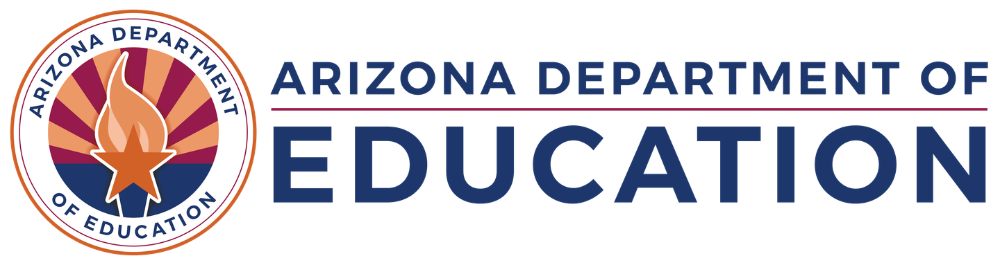 ARIZONA DEPARTMENT
OF EDUCATION
ARIZONA DEPARTMENT OF
EDUCATION